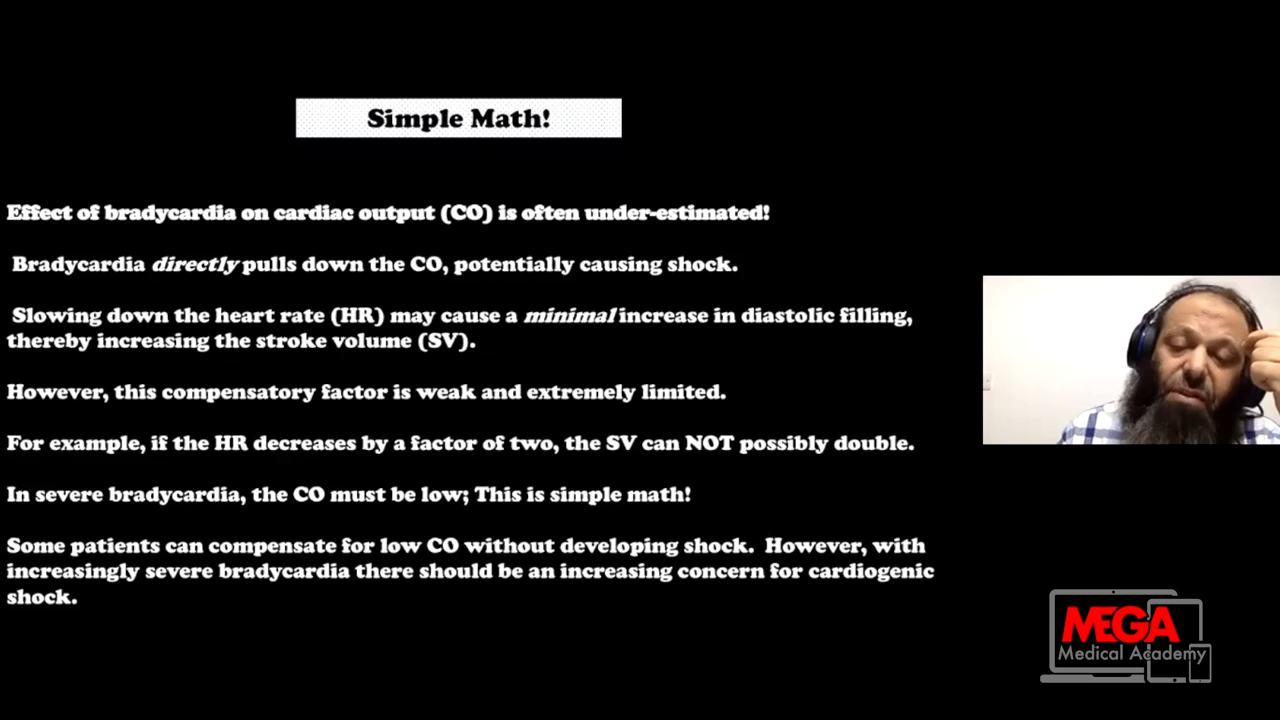 Simple Math!
Effect of bradycardia on cardiac output (CO) is often under-estimated!
Bradycardia directly pulls down the CO, potentially causing shock.
Slowing down the heart rate (HR) may cause a minimal increase in diastolic filling,
thereby increasing the stroke volume (SV).
However, this compensatory factor is weak and extremely limited.
For example, if the HR decreases by a factor of two, the SV can NOT possibly double.
In severe bradycardia, the CO must be low; This is simple math!
Some patients can compensate for low CO without developing shock. However, with
increasingly severe bradycardia there should be an increasing concern for cardiogenic
shock.
MEGA
Medical Academy